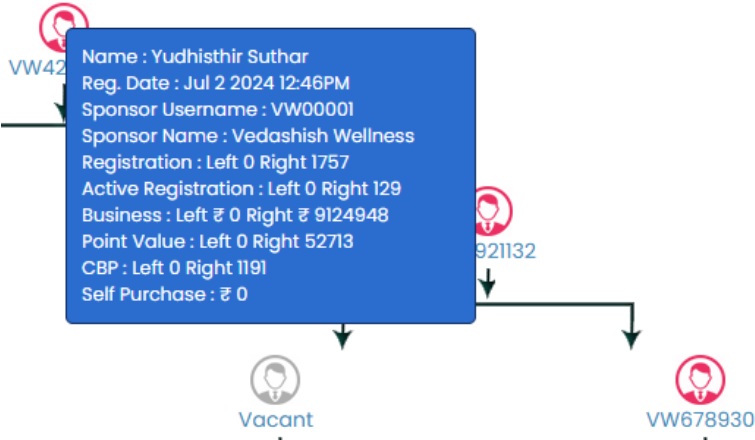 VW42
Name : Yudhisthir Suthar
Reg. Date : Jul 2 2024 12:46PM
Sponsor Username : VW00001
Sponsor Name : Vedashish Wellness
Registration : Left 0 Right 1757
Active Registration : Left 0 Right 129
Business : Left ₹ 0 Right ₹ 9124948
Point Value : Left 0 Right 52713
CBP : Left 0 Right 1191
Self Purchase : ₹ 0
921132
Vacant
VW678930